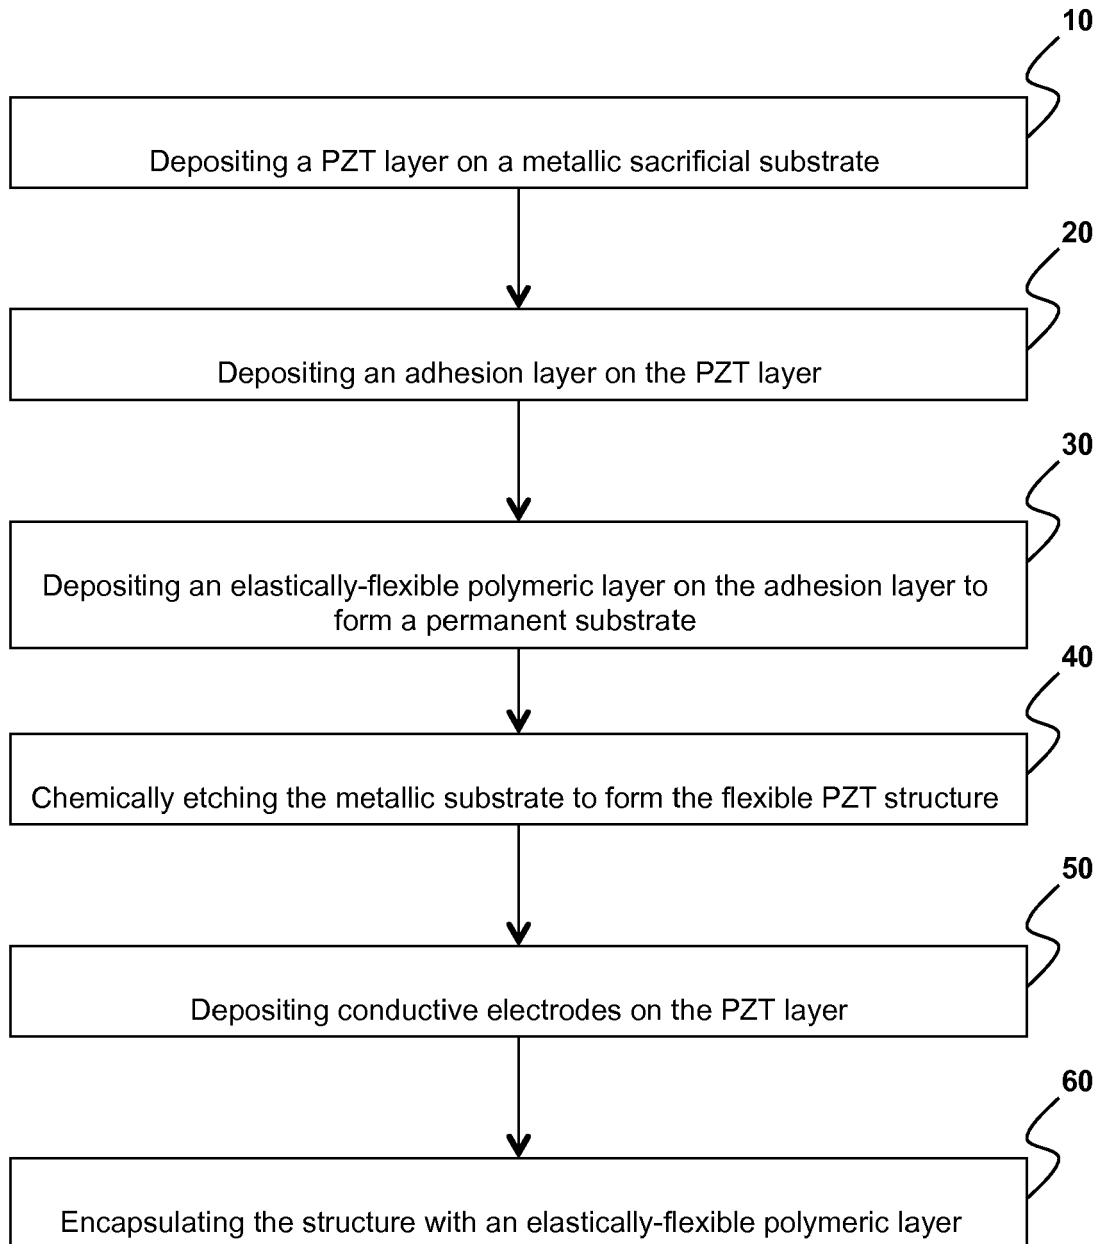 10
Depositing a PZT layer on a metallic sacrificial substrate
20
Depositing an adhesion layer on the PZT layer
30
Depositing an elastically-flexible polymeric layer on the adhesion layer to
form a permanent substrate
40
Chemically etching the metallic substrate to form the flexible PZT structure
50
Depositing conductive electrodes on the PZT layer
60
Encapsulating the structure with an elastically-flexible polymeric layer